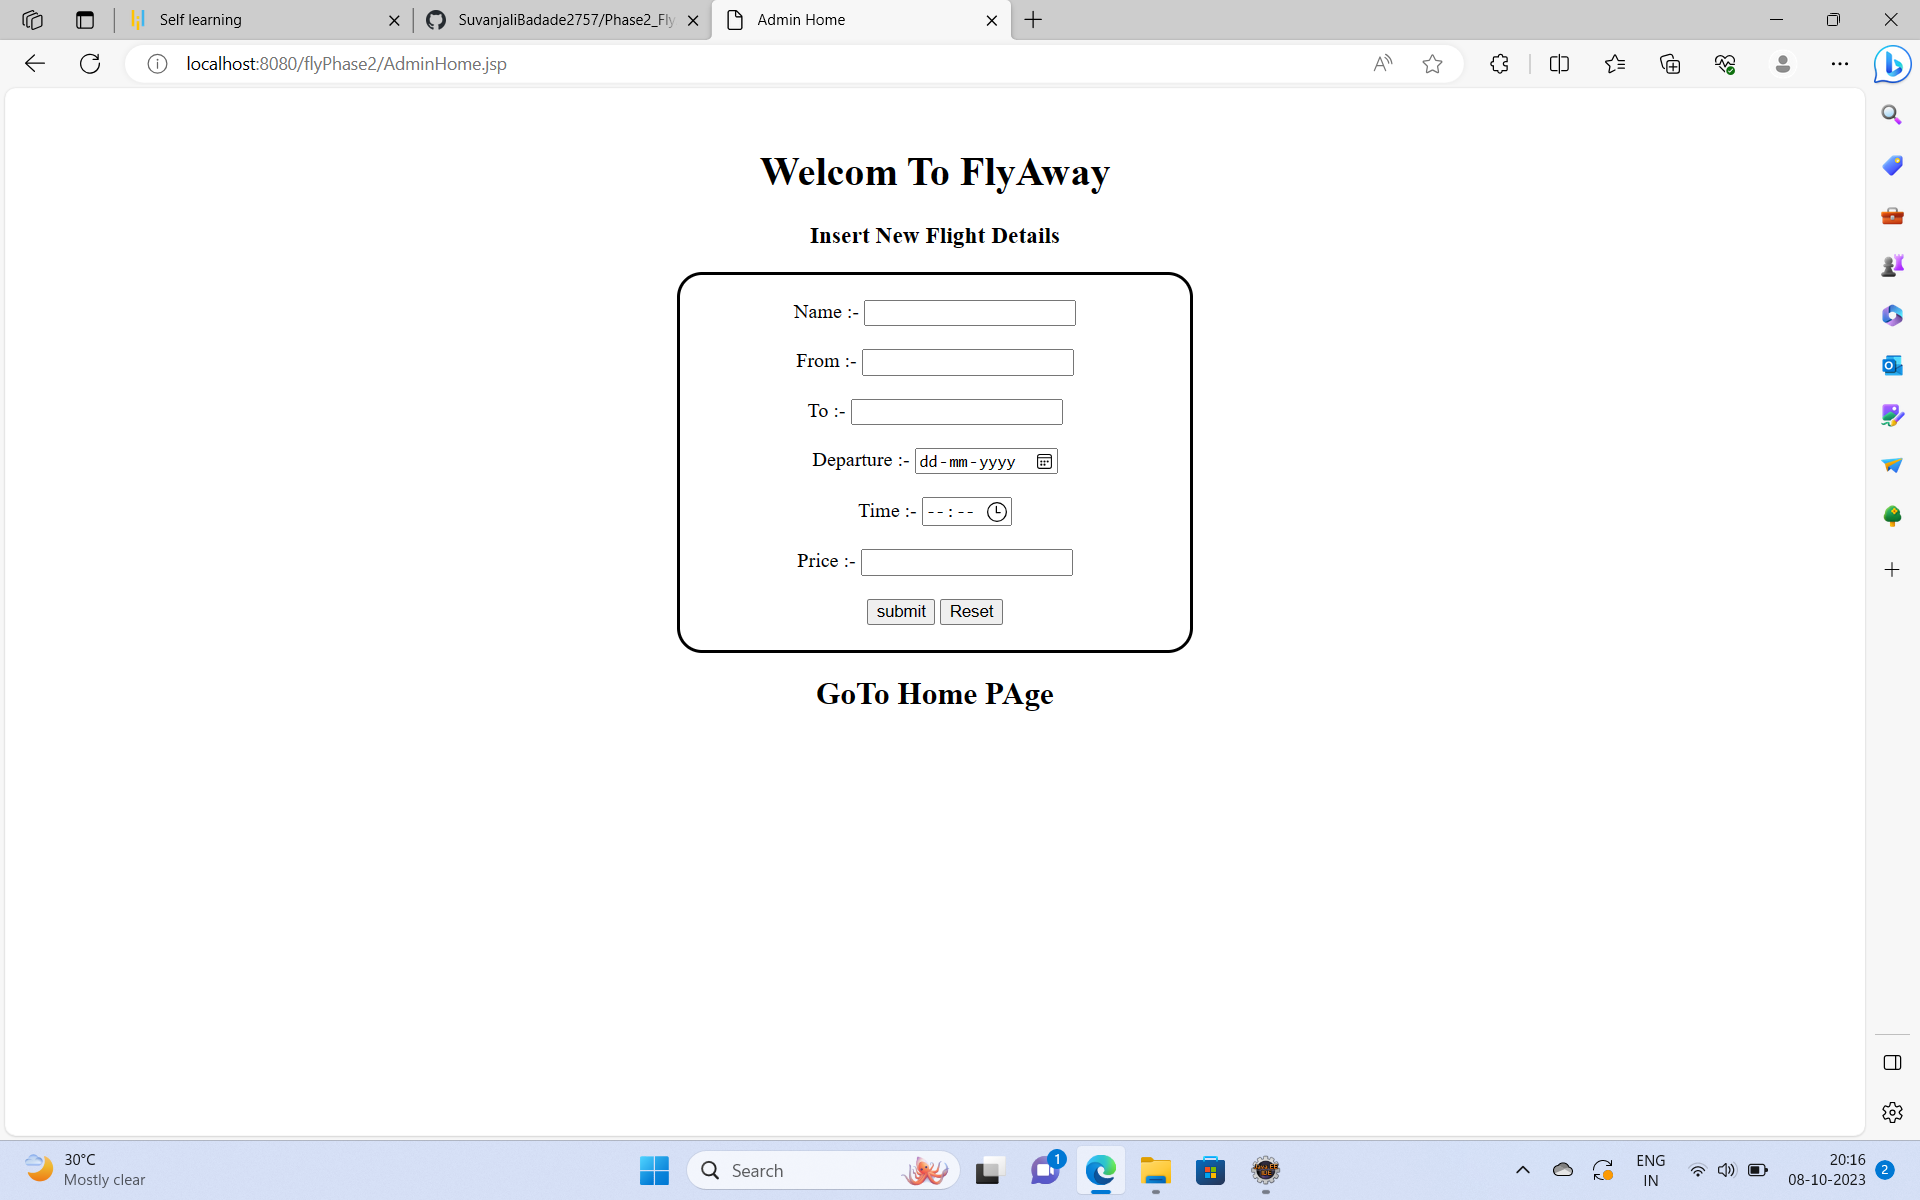 Self learning
SuvanjaliBadade2757/Phase2_Fly
Admin Home
localhost:8080/flyPhase2/AdminHome.jsp
Welcom To FlyAway
Insert New Flight Details
Name :-
From :-
To :-
Departure :- dd-mm-yyyy
Time :- --:--
Price :-
submit Reset
GoTo Home PAge
30°C
Mostly clear
Search
1
ENG
IN
20:16
08-10-2023
2